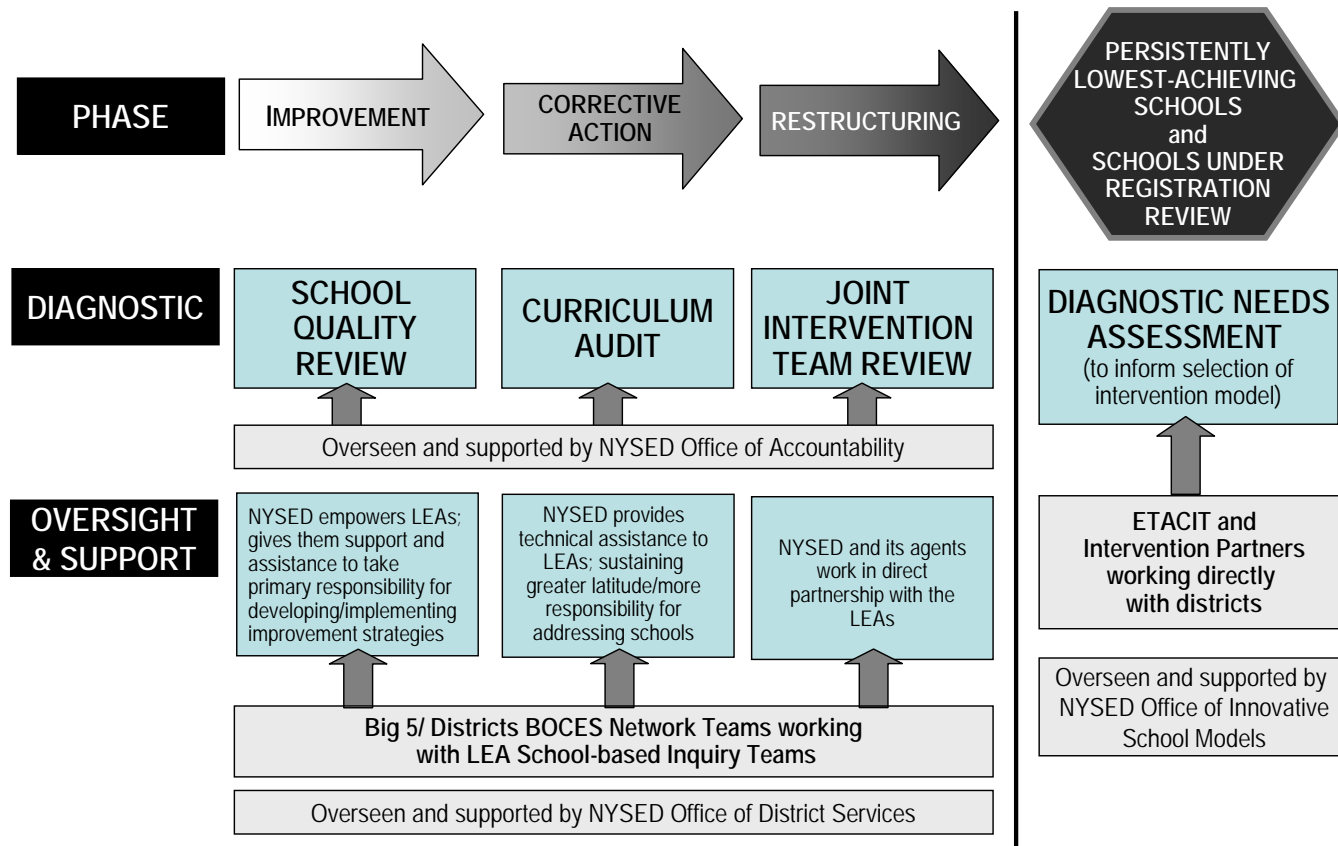 PHASE
IMPROVEMENT
CORRECTIVE
ACTION
RESTRUCTURING
PERSISTENTLY
LOWEST-ACHIEVING
SCHOOLS
and
SCHOOLS UNDER
REGISTRATION
REVIEW
DIAGNOSTIC
SCHOOL
QUALITY
REVIEW
CURRICULUM
AUDIT
JOINT
INTERVENTION
TEAM REVIEW
DIAGNOSTIC NEEDS
ASSESSMENT
(to inform selection of
intervention model)
Overseen and supported by NYSED Office of Accountability
OVERSIGHT
& SUPPORT
NYSED empowers LEAs;
gives them support and
assistance to take
primary responsibility for
developing/implementing
improvement strategies
NYSED provides
technical assistance to
LEAs; sustaining
greater latitude/more
responsibility for
addressing schools
NYSED and its agents
work in direct
partnership with the
LEAs
ETACIT and
Intervention Partners
working directly
with districts
Big 5/ Districts BOCES Network Teams working
with LEA School-based Inquiry Teams
Overseen and supported by
NYSED Office of Innovative
School Models
Overseen and supported by NYSED Office of District Services